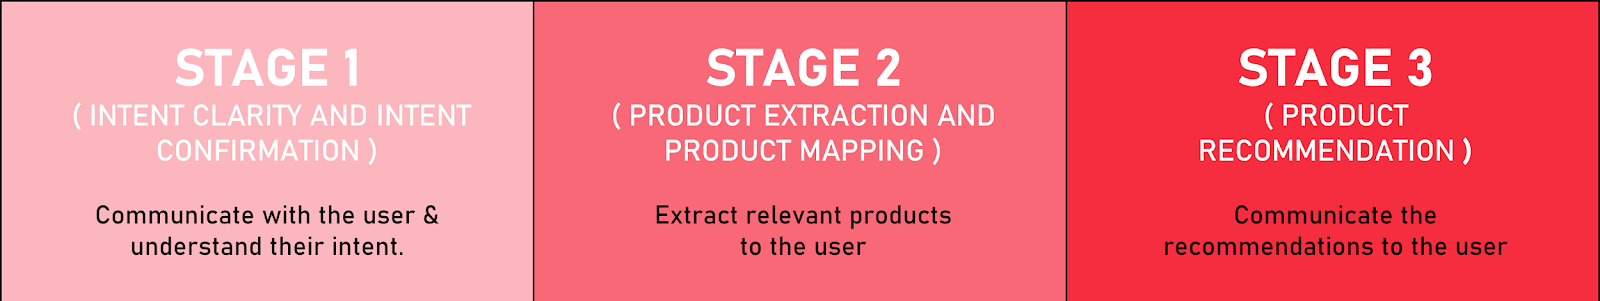 STAGE 1
( INTENT CLARITY AND INTENT
CONFIRMATION )
Communicate with the user &
understand their intent.
STAGE 2
( PRODUCT EXTRACTION AND
PRODUCT MAPPING )
Extract relevant products
to the user
STAGE 3
( PRODUCT
RECOMMENDATION )
Communicate the
recommendations to the user